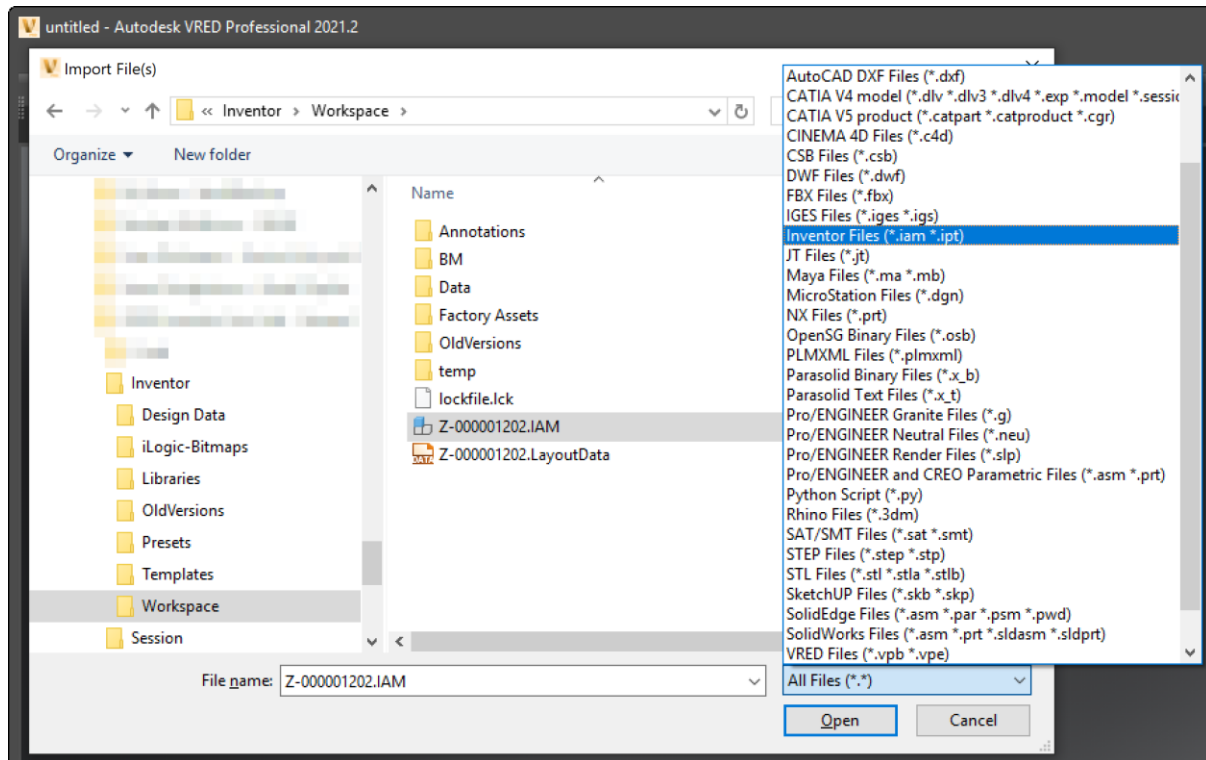 untitled - Autodesk VRED Professional 2021.2
Import File(s)
« Inventor › Workspace ›
Organize
New folder
Inventor
Design Data
iLogic-Bitmaps
Libraries
OldVersions
Presets
Templates
Workspace
Session
Name
Annotations
BM
Data
Factory Assets
OldVersions
temp
lockfile.lck
Z-000001202.IAM
DATA
Z-000001202.LayoutData
AutoCAD DXF Files (*.dxf)
CATIA V4 model (*.dlv *.dlv3 *.dlv4 *.exp *.model *.sessi
CATIA V5 product (*.catpart *.catproduct *.cgr)
CINEMA 4D Files (*.c4d)
CSB Files (*.csb)
DWF Files (*.dwf)
FBX Files (*.fbx)
IGES Files (*.iges *.igs)
Inventor Files (*.iam *.ipt)
JT Files (*.jt)
Maya Files (*.ma *.mb)
MicroStation Files (*.dgn)
NX Files (*.prt)
OpenSG Binary Files (*.osb)
PLMXML Files (*.plmxml)
Parasolid Binary Files (*.x_b)
Parasolid Text Files (*.x_t)
Pro/ENGINEER Granite Files (*.g)
Pro/ENGINEER Neutral Files (*.neu)
Pro/ENGINEER Render Files (*.slp)
Pro/ENGINEER and CREO Parametric Files (*.asm *.prt)
Python Script (*.py)
Rhino Files (*.3dm)
SAT/SMT Files (*.sat *.smt)
STEP Files (*.step *.stp)
STL Files (*.stl *.stla *.stlb)
SketchUP Files (*.skb *.skp)
SolidEdge Files (*.asm *.par *.psm *.pwd)
SolidWorks Files (*.asm *.prt *.sldasm *.sldprt)
VRED Files (*.vpb *.vpe)
File name: Z-000001202.IAM
All Files (*.*)
Open
Cancel